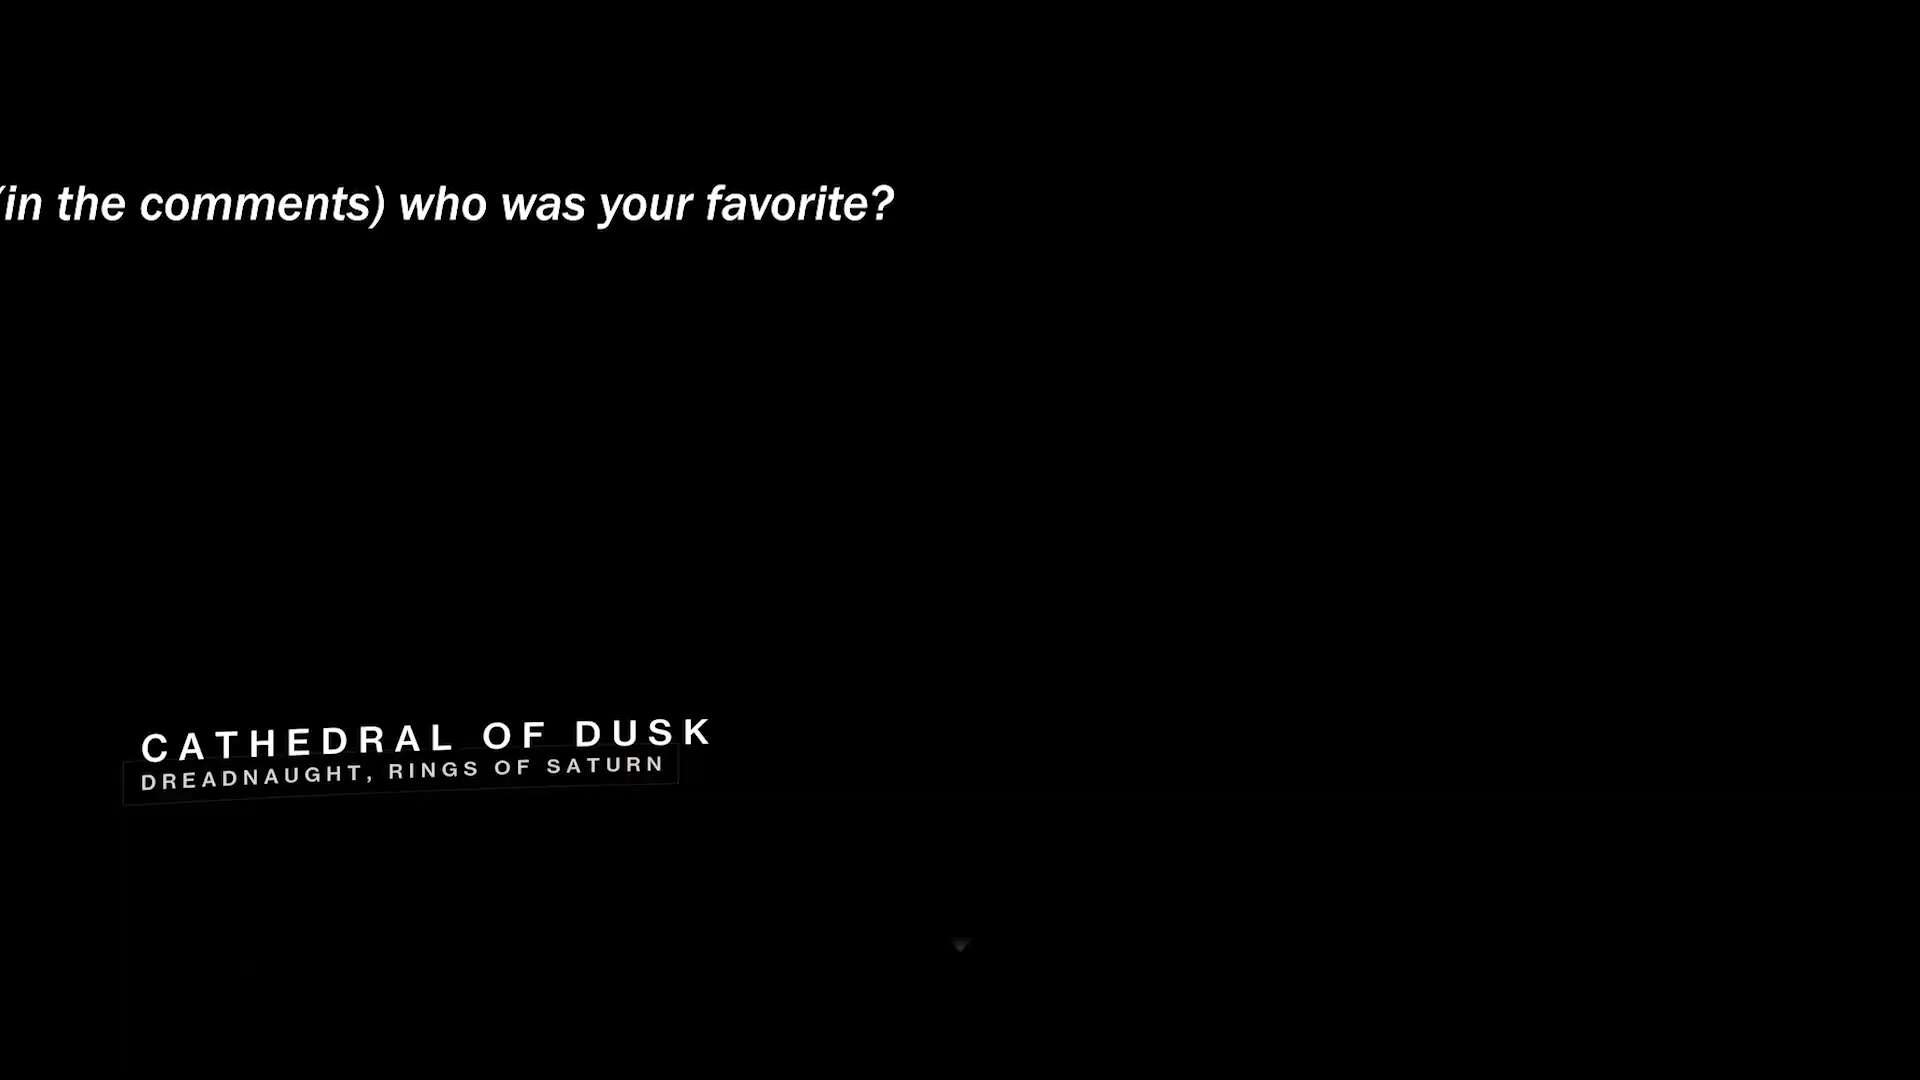 (in the comments) who was your favorite?
CATHEDRAL OF DUSK
DREADNAUGHT, RINGS OF SATURN